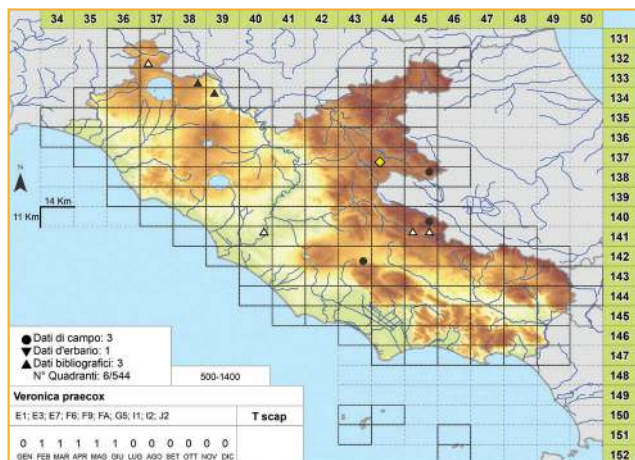 34 35 36 37 38 39 40 41 42 43 44 45 46 47 48 49 50
131
132
133
134
135
136
137
138
139
140
141
142
143
144
145
146
147
148
149
150
151
152
N
14 Km
11 Km
Dati di campo: 3
Dati d'erbario: 1
Dati bibliografici: 3
N° Quadranti: 6/544
500-1400
Veronica praecox
E1; E3; E7; F6; F9; FA; G5; I1; I2; J2
T scap
0 1 1 1 1 1 0 0 0 0 0 0
GEN FEB MAR APR MAG GIU LUG AGO SET OTT NOV DIC